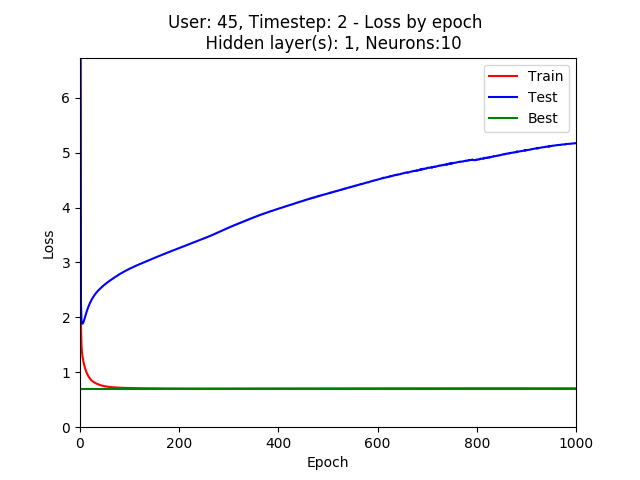 User: 45, Timestep: 2 - Loss by epoch
Hidden layer(s): 1, Neurons:10
Train
Test
Best
6
5
4
3
2
1
0
Loss
0 200 400 600 800 1000
Epoch